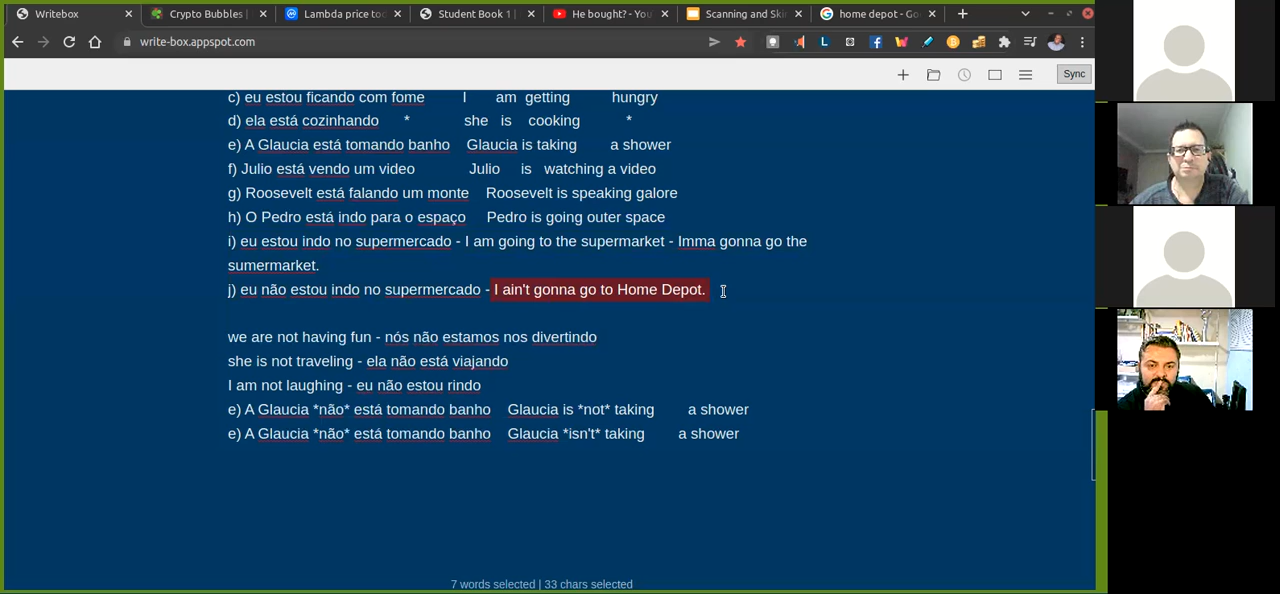 Writebox
Crypto Bubbles |
Lambda price to
Student Book 1 |
He bought? - You
Scanning and Ski
home depot - Go
write-box.appspot.com
Sync
c) eu estou ficando com fome I am getting hungry
d) ela está cozinhando * she is cooking *
e) A Glaucia está tomando banho Glaucia is taking a shower
f) Julio está vendo um video Julio is watching a video
g) Roosevelt está falando um monte Roosevelt is speaking galore
h) O Pedro está indo para o espaço Pedro is going outer space
i) eu estou indo no supermercado - I am going to the supermarket - Imma gonna go the
sumermarket.
j) eu não estou indo no supermercado - I ain't gonna go to Home Depot.
we are not having fun - nós não estamos nos divertindo
she is not traveling - ela não está viajando
I am not laughing - eu não estou rindo
e) A Glaucia *não* está tomando banho Glaucia is *not* taking a shower
e) A Glaucia *não* está tomando banho Glaucia *isn't* taking a shower
7 words selected | 33 chars selected